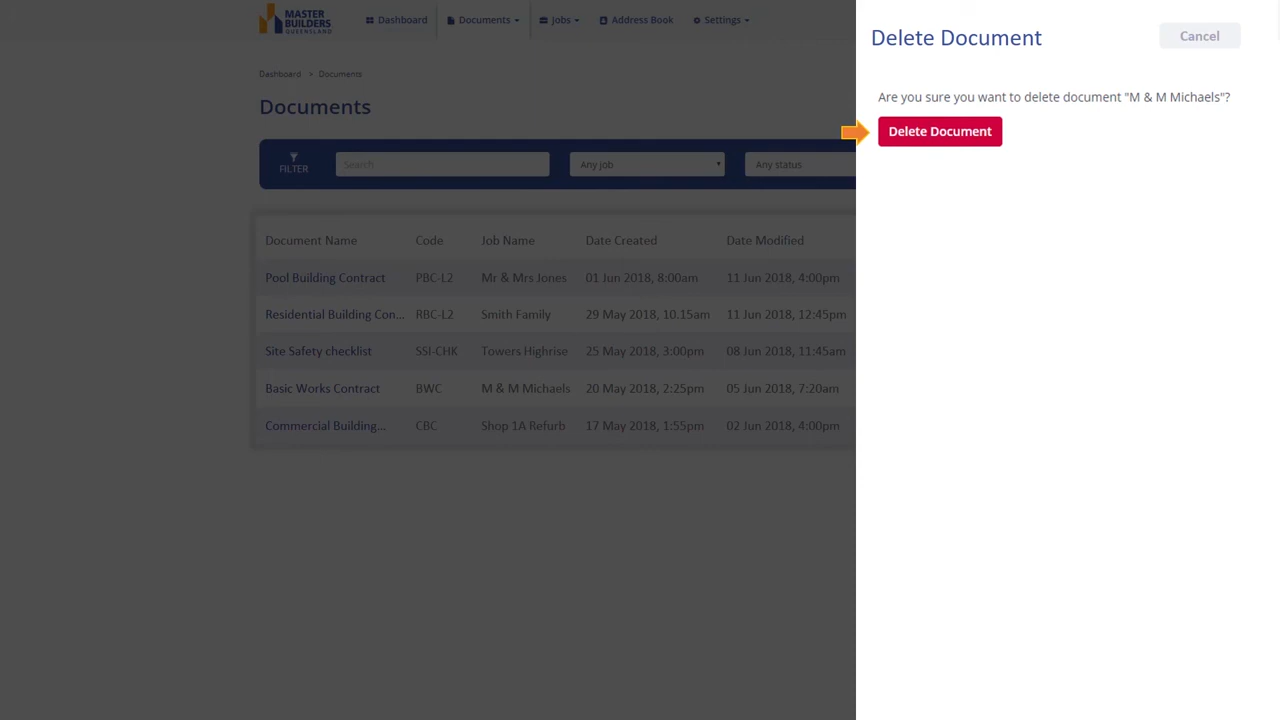 MASTER
BUILDERS
QUEENSLAND
Dashboard Documents Jobs Address Book Settings
Dashboard > Documents
Documents
FILTER
Search Any job Any status
Document Name Code Job Name Date Created Date Modified
Pool Building Contract PBC-L2 Mr & Mrs Jones 01 Jun 2018, 8:00am 11 Jun 2018, 4:00pm
Residential Building Con... RBC-L2 Smith Family 29 May 2018, 10.15am 11 Jun 2018, 12:45pm
Site Safety checklist SSI-CHK Towers Highrise 25 May 2018, 3:00pm 08 Jun 2018, 11:45am
Basic Works Contract BWC M & M Michaels 20 May 2018, 2:25pm 05 Jun 2018, 7:20am
Commercial Building... CBC Shop 1A Refurb 17 May 2018, 1:55pm 02 Jun 2018, 4:00pm
Delete Document Cancel
Are you sure you want to delete document "M & M Michaels"?
Delete Document